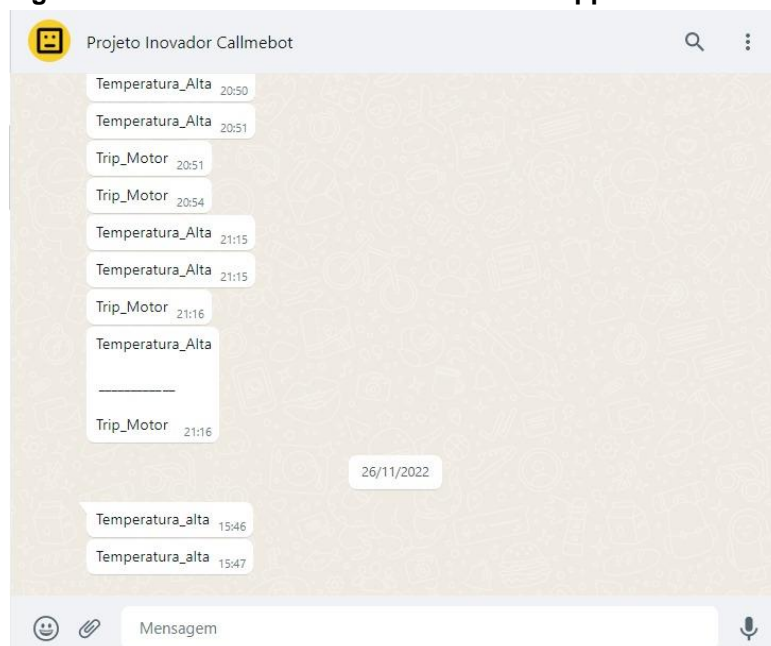 Projeto Inovador Callmebot
Temperatura_Alta 20:50
Temperatura_Alta 20:51
Trip_Motor 20:51
Trip_Motor 20:54
Temperatura_Alta 21:15
Temperatura_Alta 21:15
Trip_Motor 21:16
Temperatura_Alta
____________
Trip_Motor 21:16
26/11/2022
Temperatura_alta 15:46
Temperatura_alta 15:47
Mensagem